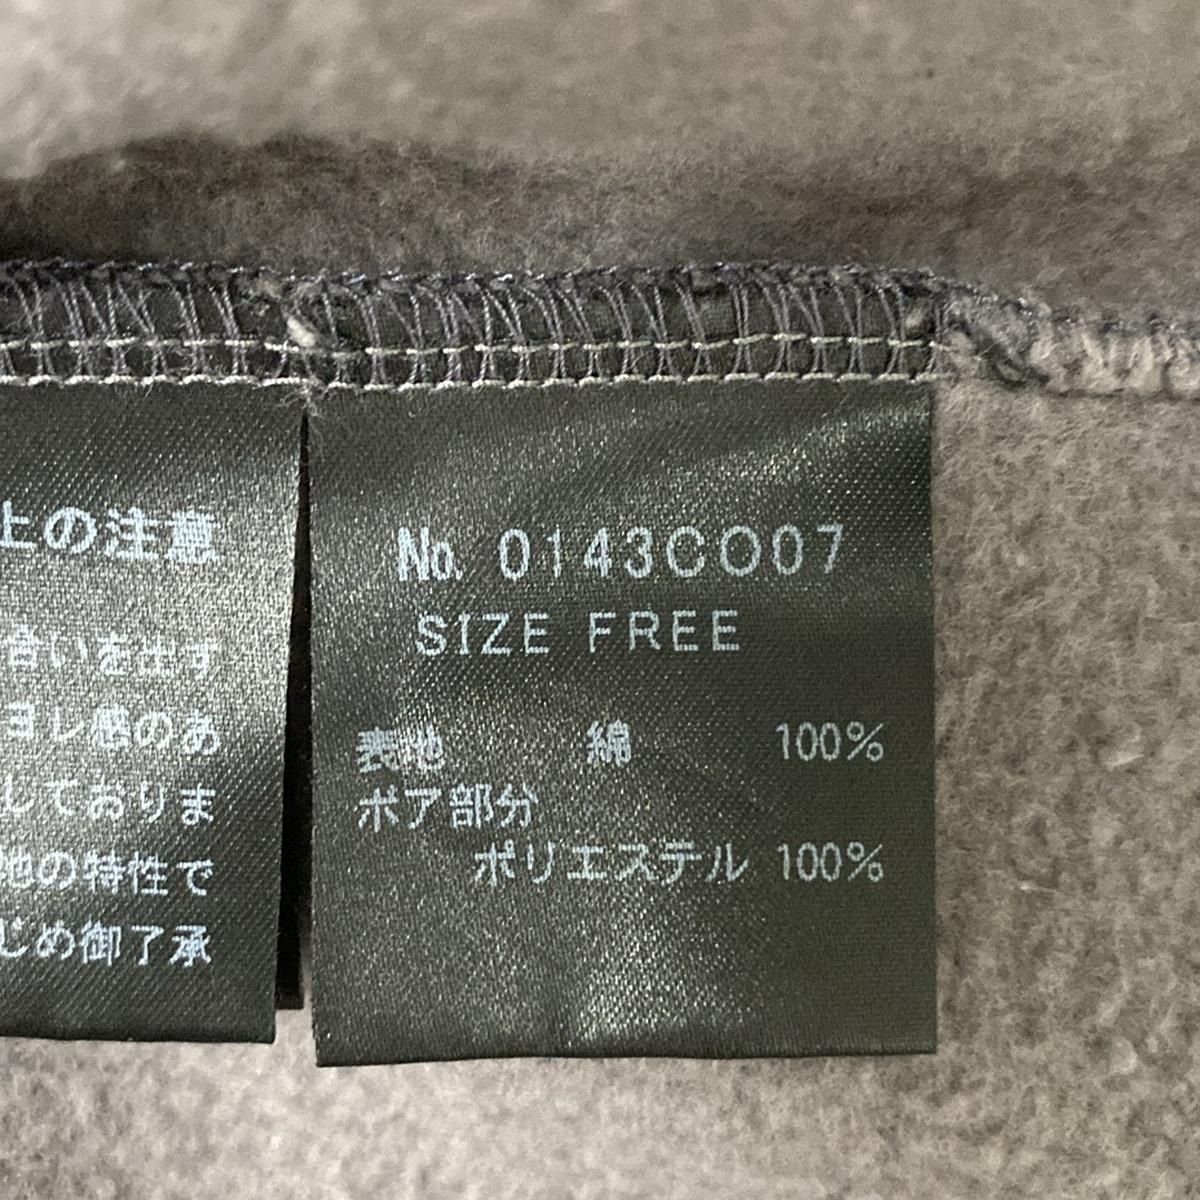 上の注意
合いを出す
ヨレ感のあ
しておりま
地の特性で
じめ御了承
No. 0143CO07
SIZE FREE
表地 綿 100%
ボア部分
ポリエステル 100%